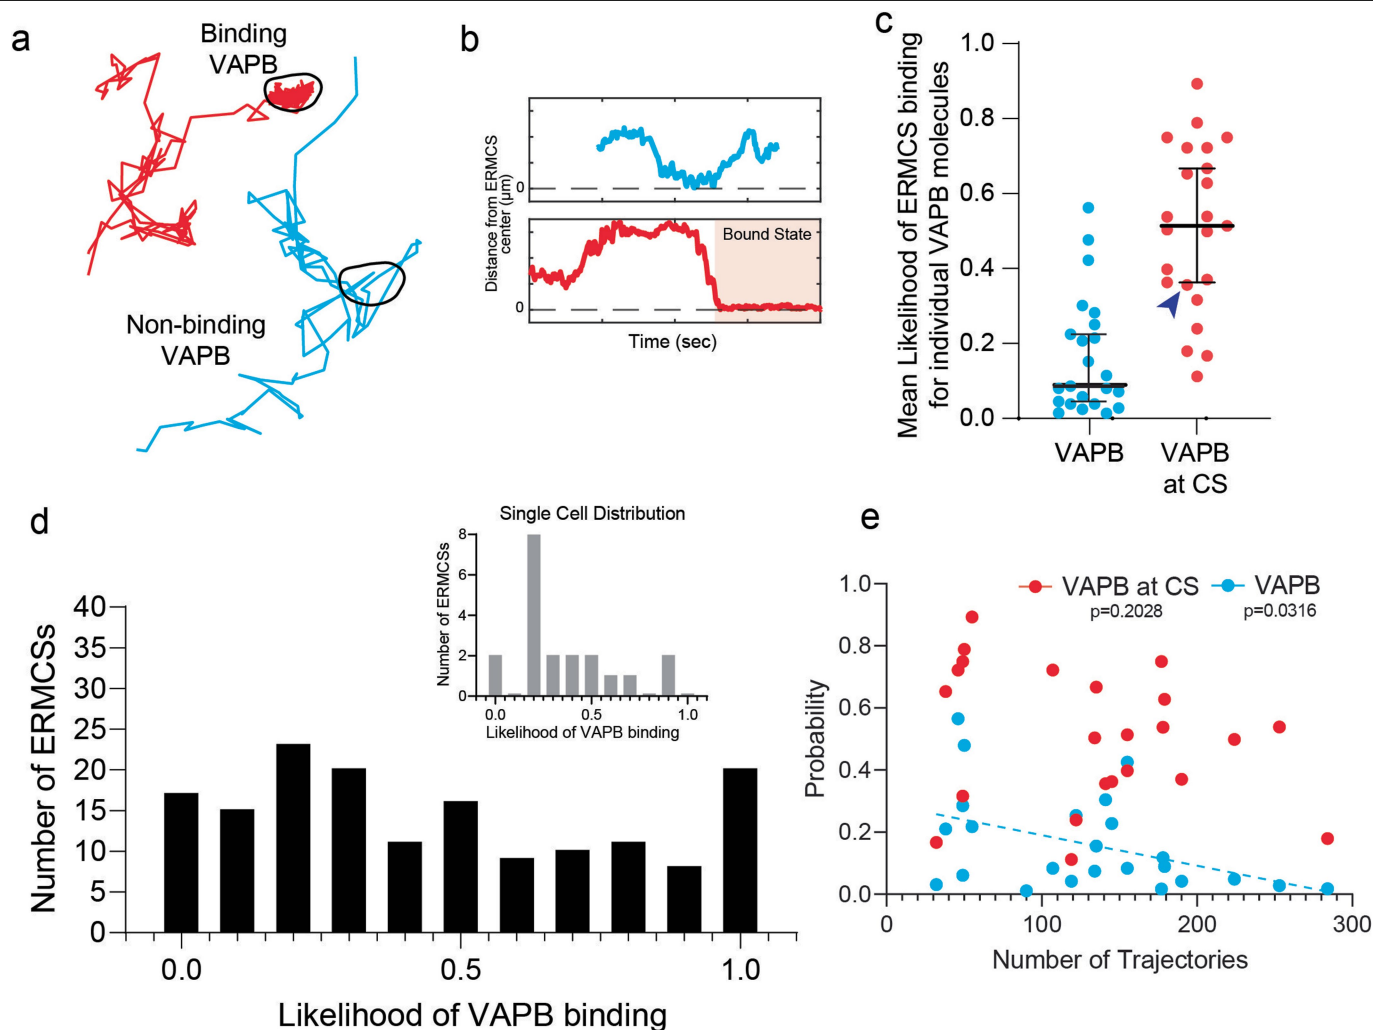 a
Binding
VAPB
Non-binding
VAPB
b
Distance from ERMCS
center (μm)
0
0
Bound State
Time (sec)
c
Mean Likelihood of ERMCS binding
for individual VAPB molecules
1.0
0.8
0.6
0.4
0.2
0.0
VAPB
VAPB
at CS
d
Number of ERMCSs
40
35
30
25
20
15
10
5
0
0.0
0.5
1.0
Likelihood of VAPB binding
Single Cell Distribution
Number of ERMCSs
8
6
4
2
0
0.0
0.5
1.0
Likelihood of VAPB binding
e
Probability
1.0
0.8
0.6
0.4
0.2
0.0
VAPB at CS
p=0.2028
VAPB
p=0.0316
0
100
200
300
Number of Trajectories